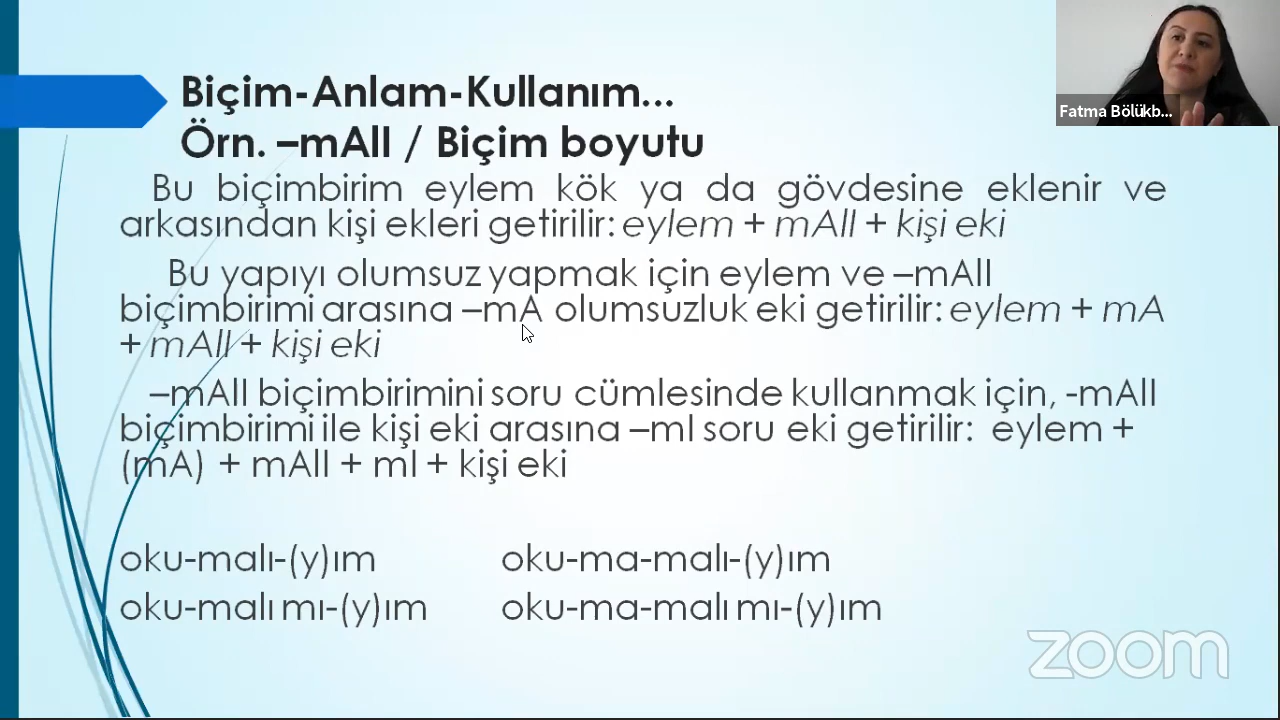 Biçim-Anlam-Kullanım...
Örn. –mAlI / Biçim boyutu
Bu biçimbirim eylem kök ya da gövdesine eklenir ve
arkasından kişi ekleri getirilir: eylem + mAlI + kişi eki
Bu yapıyı olumsuz yapmak için eylem ve –mAlI
biçimbirimi arasına –mA olumsuzluk eki getirilir: eylem + mA
+ mAlI + kişi eki
–mAlI biçimbirimini soru cümlesinde kullanmak için, -mAlI
biçimbirimi ile kişi eki arasına –mI soru eki getirilir: eylem +
(mA) + mAlI + mI + kişi eki
oku-malı-(y)ım oku-ma-malı-(y)ım
oku-malı mı-(y)ım oku-ma-malı mı-(y)ım
Fatma Bölükb...
zoom